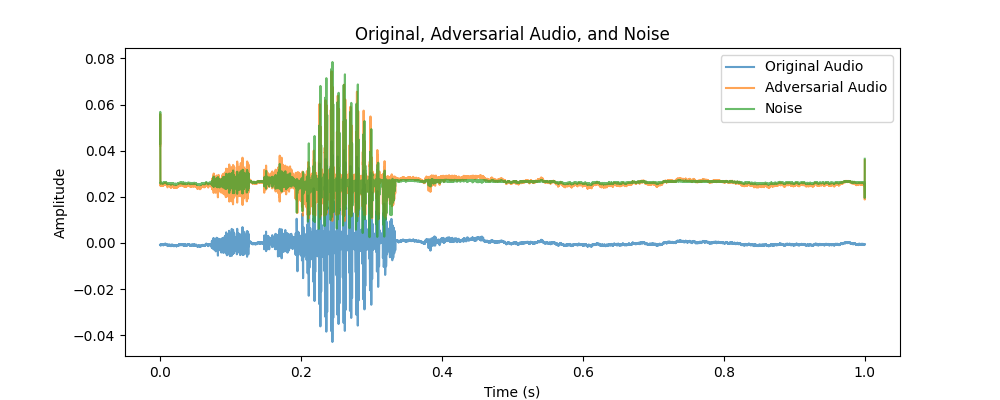 Original, Adversarial Audio, and Noise
Original Audio
Adversarial Audio
Noise
Amplitude
0.08
0.06
0.04
0.02
0.00
−0.02
−0.04
0.0 0.2 0.4 0.6 0.8 1.0
Time (s)